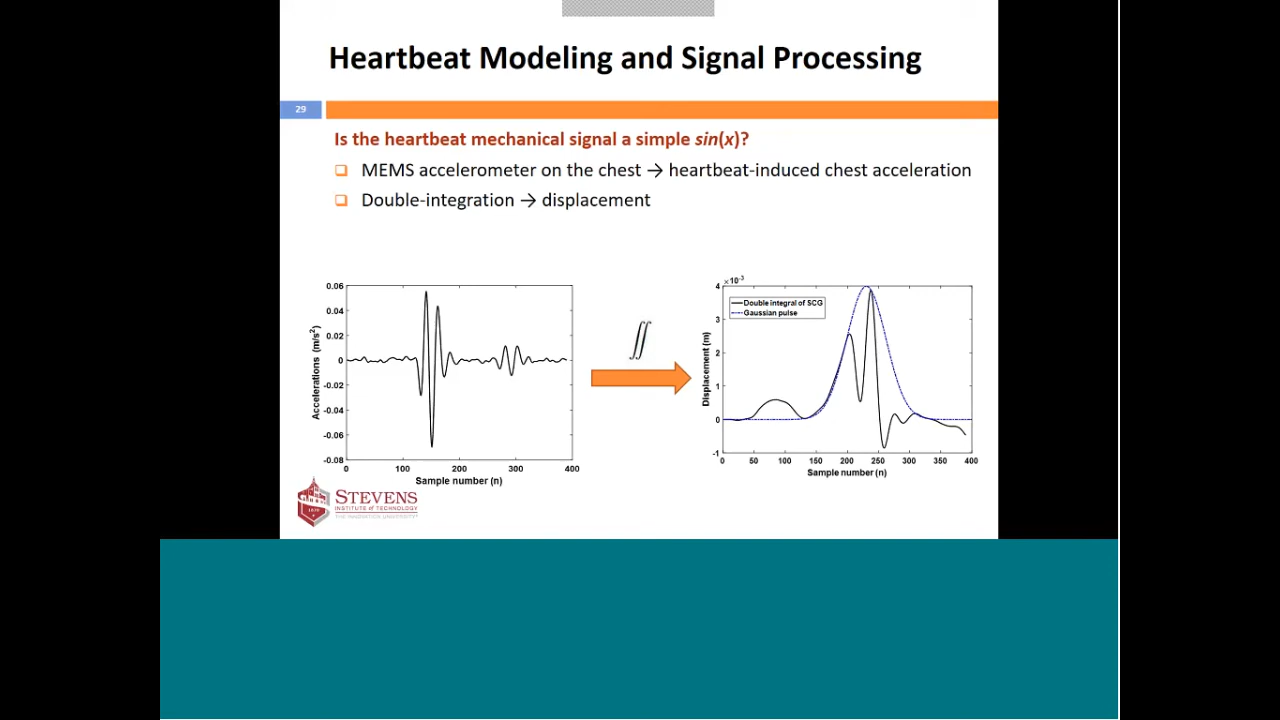 Heartbeat Modeling and Signal Processing
29
Is the heartbeat mechanical signal a simple sin(x)?
MEMS accelerometer on the chest → heartbeat-induced chest acceleration
Double-integration → displacement
0.06
0.04
0.02
0
-0.02
-0.04
-0.06
-0.08
Accelerations (m/s²)
0 100 200 300 400
Sample number (n)
∬
×10⁻³
4
3
2
1
0
-1
Displacement (m)
Double integral of SCG
Gaussian pulse
0 50 100 150 200 250 300 350 400
Sample number (n)
1870
STEVENS
INSTITUTE of TECHNOLOGY
THE INNOVATION UNIVERSITY®